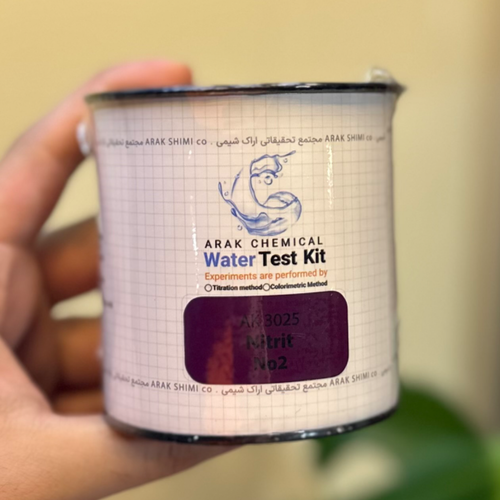 مجتمع تحقیقاتی اراک شیمی . ARAK SHIMI co
ARAK CHEMICAL
Water Test Kit
Experiments are performed by
Titration method Colorimetric Method
AK 3025
Nitrit
No2
مجتمع تحقیقاتی اراک شیمی . ARAK SHIMI co